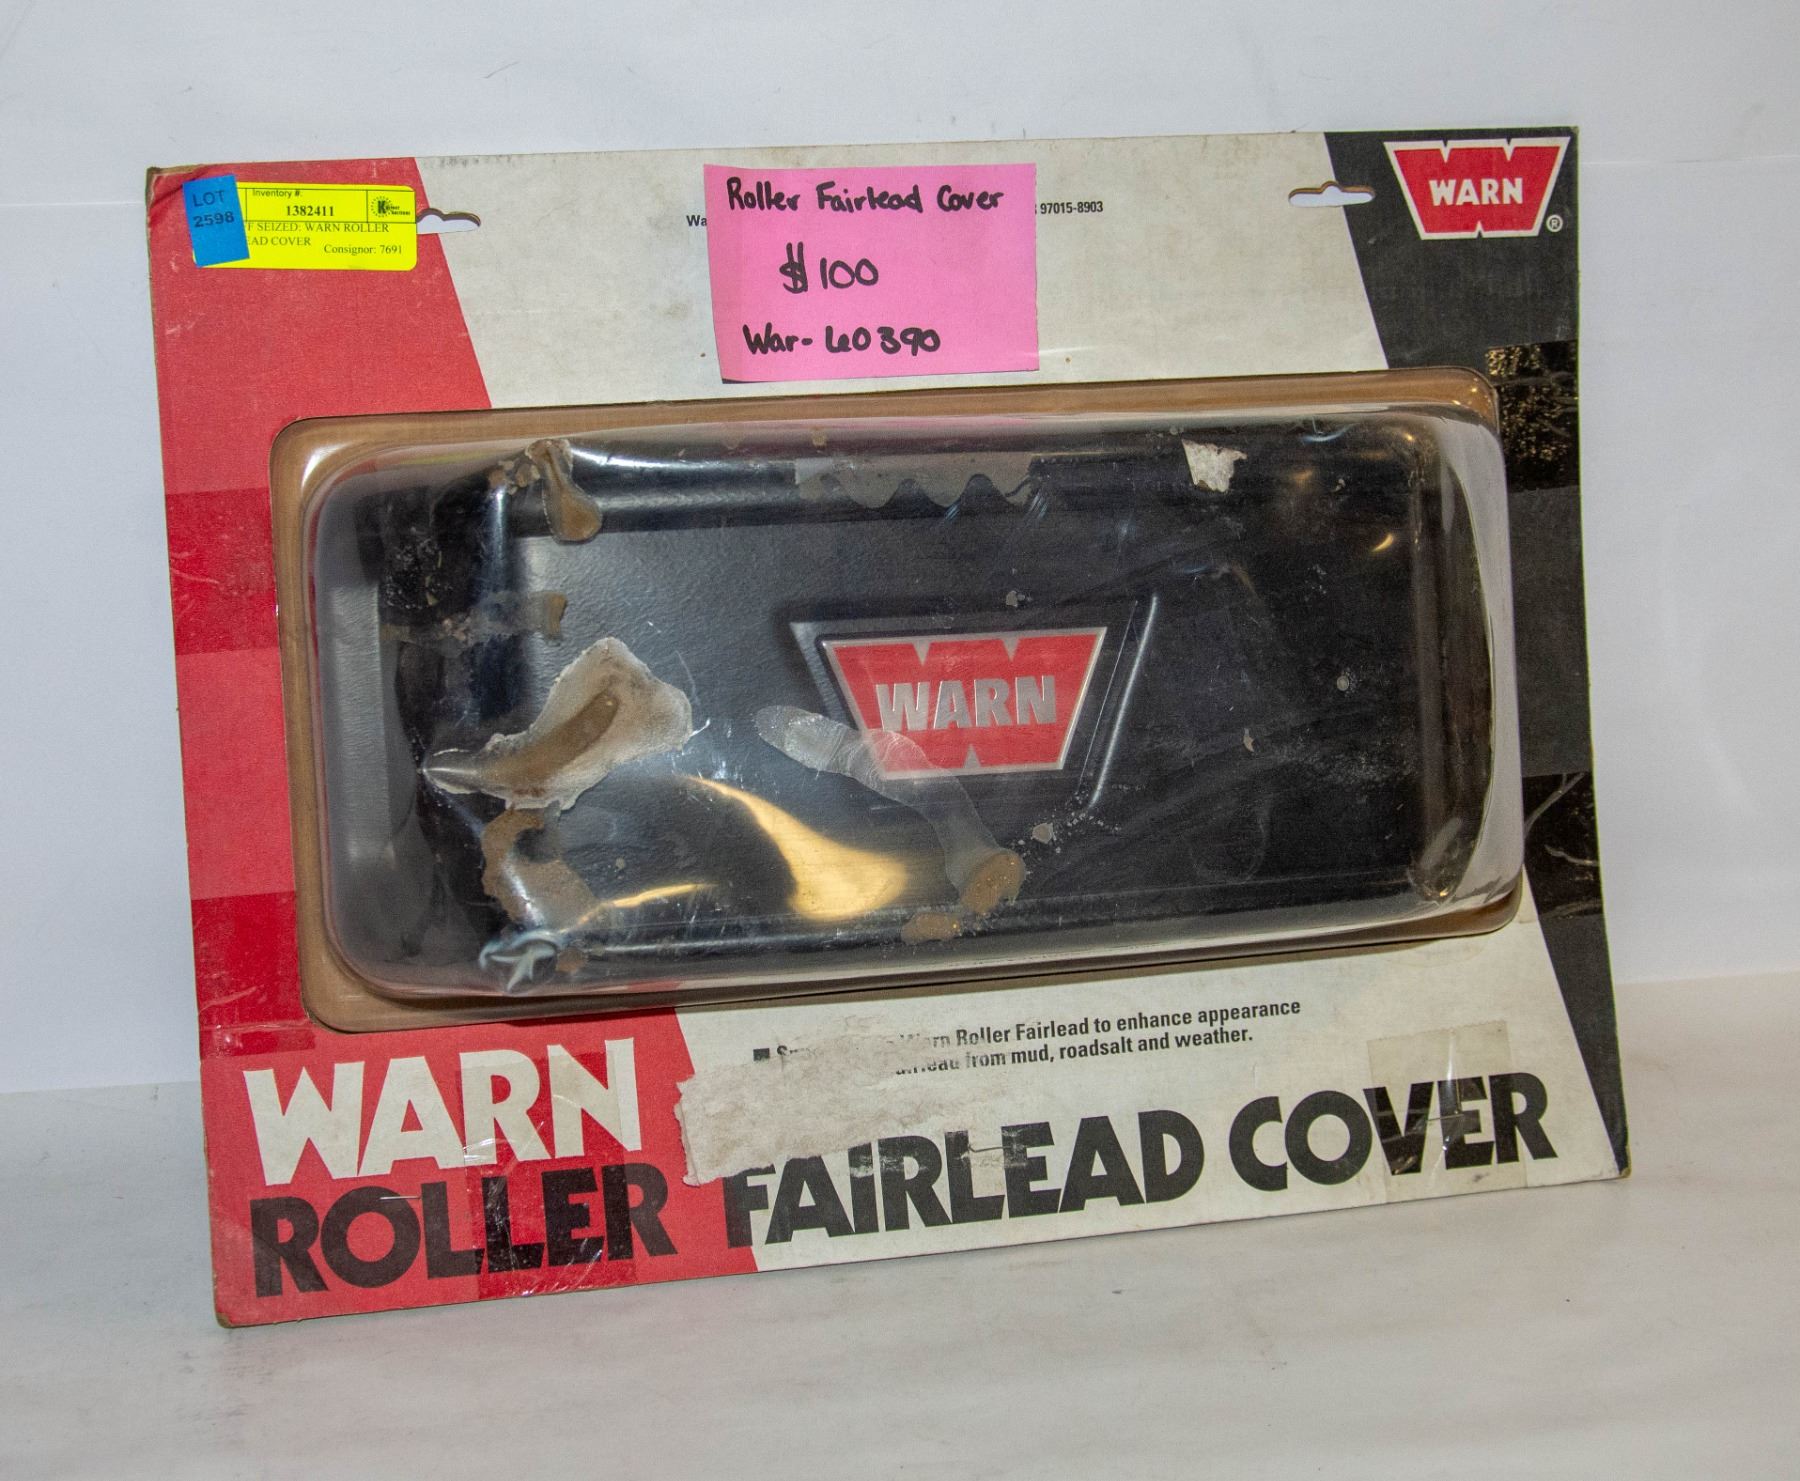 WARN
®
LOT
2598
Inventory #:
1382411
SEIZED: WARN ROLLER
COVER
Consignor: 7691
Roller Fairlead Cover
$100
War-60390
97015-8903
WARN
Warn Roller Fairlead to enhance appearance
from mud, roadsalt and weather.
WARN
ROLLER FAIRLEAD COVER